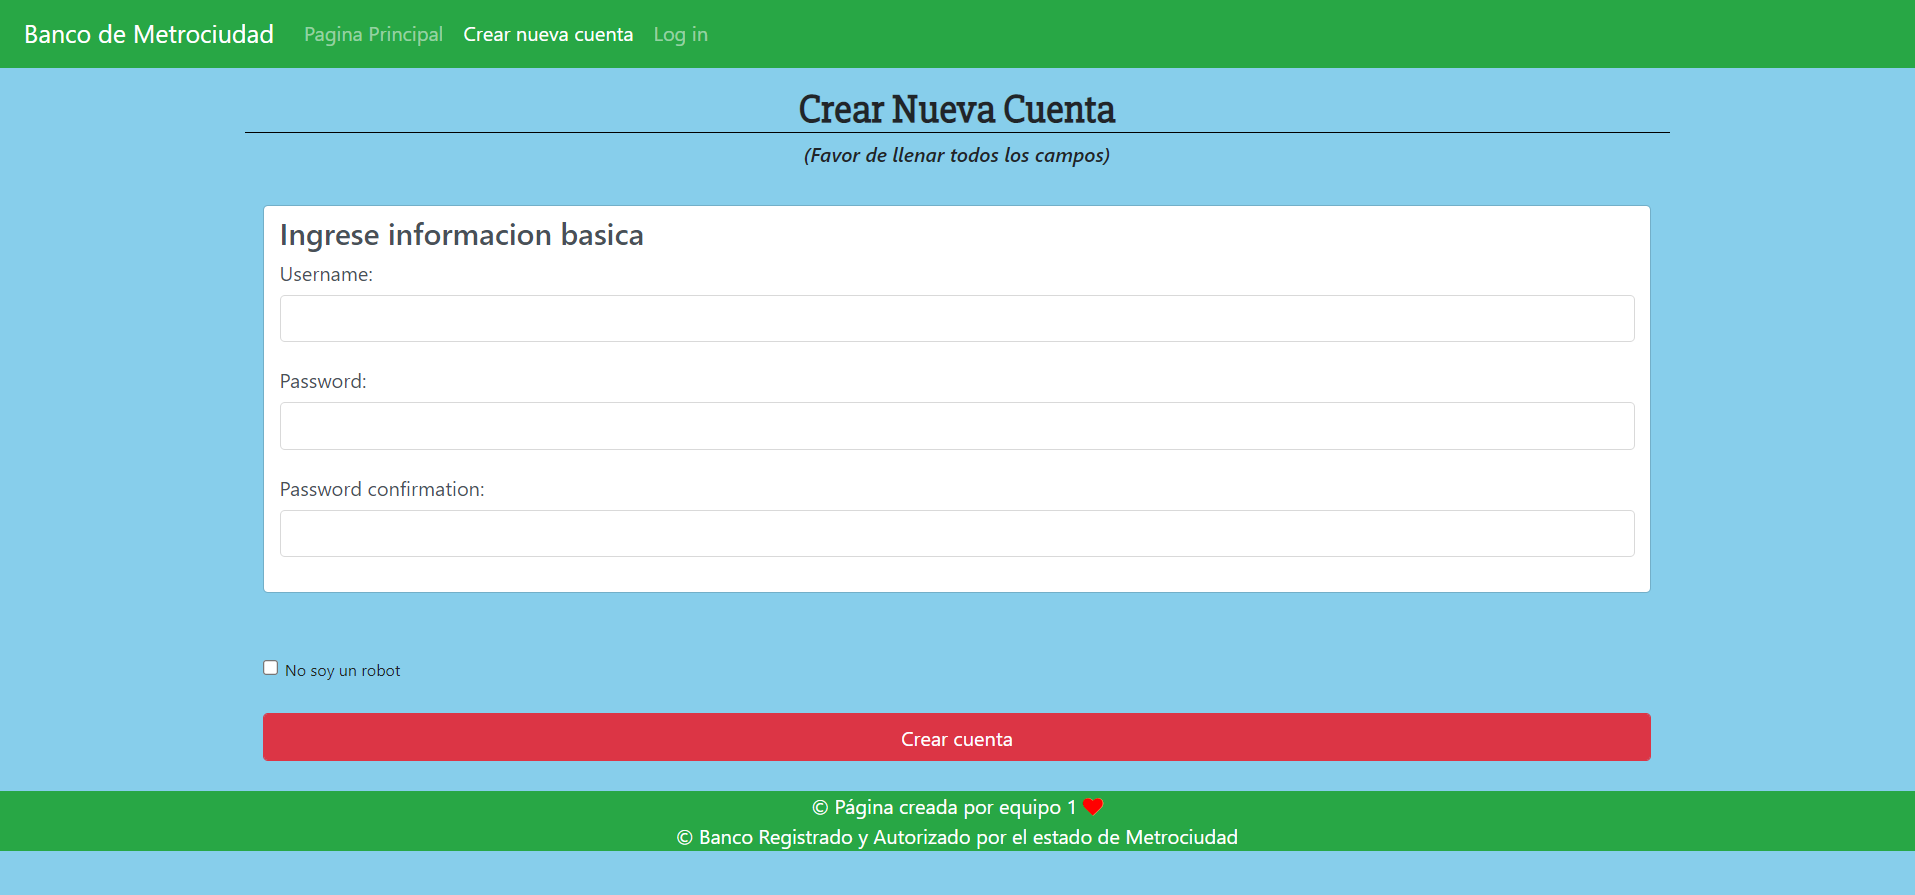 Banco de Metrociudad Pagina Principal Crear nueva cuenta Log in
Crear Nueva Cuenta
(Favor de llenar todos los campos)
Ingrese informacion basica
Username:
Password:
Password confirmation:
No soy un robot
Crear cuenta
© Página creada por equipo 1 ❤
© Banco Registrado y Autorizado por el estado de Metrociudad